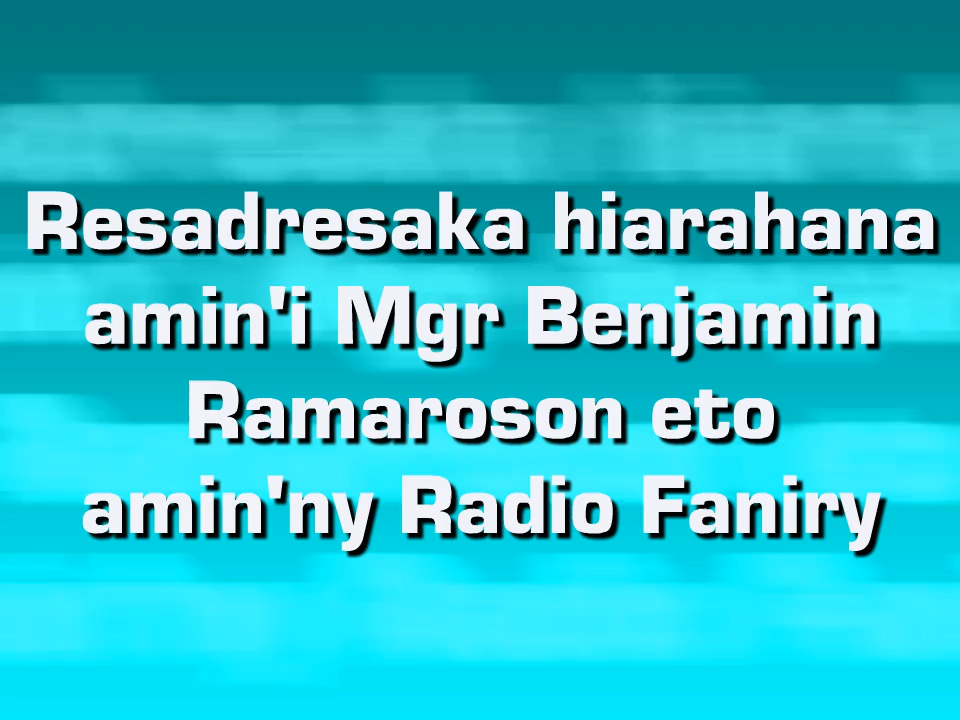 Resadresaka hiarahana
amin'i Mgr Benjamin
Ramaroson eto
amin'ny Radio Faniry